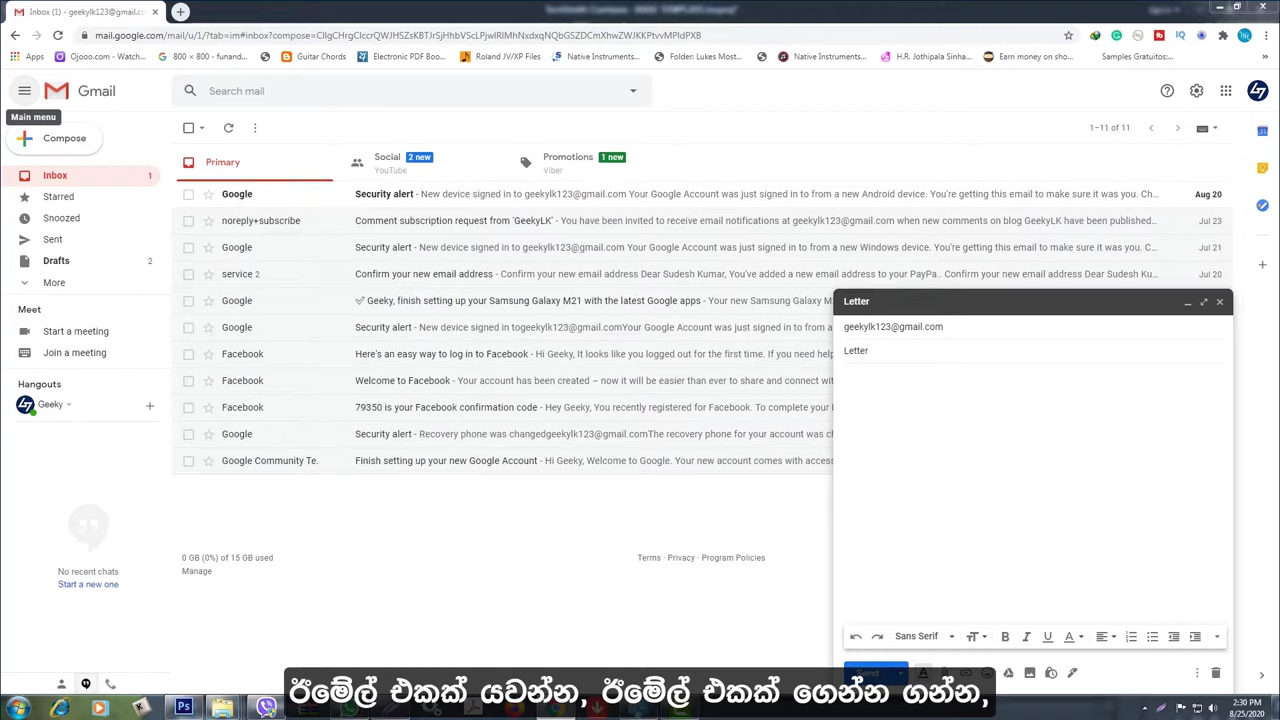 Inbox (1) - geekylk123@gmail.co...
mail.google.com/mail/u/1/?tab=im#inbox?compose=
Apps
Ojooo.com - Watch...
800 × 800 - funand...
Guitar Chords
Electronic PDF Boo...
Roland JV/XP Files
Native Instruments...
Folder: Lukes Most...
Native Instruments...
H.R. Jothipala Sinha...
Earn money on sho...
Samples Gratuitos:...
Gmail
Search mail
Main menu
Compose
1–11 of 11
Primary
Social 2 new
YouTube
Promotions 1 new
Viber
Inbox 1
Starred
Snoozed
Sent
Drafts 2
More
Meet
Start a meeting
Join a meeting
Hangouts
Geeky
No recent chats
Start a new one
Google Security alert - New device signed in to geekylk123@gmail.com Your Google Account was just signed in to from a new Android device. You're getting this email to make sure it was you. Ch... Aug 20
noreply+subscribe Comment subscription request from `GeekyLK` - You have been invited to receive email notifications at geekylk123@gmail.com when new comments on blog GeekyLK have been published... Jul 23
Google Security alert - New device signed in to geekylk123@gmail.com Your Google Account was just signed in to from a new Windows device. You're getting this email to make sure it was you. C... Jul 21
service 2 Confirm your new email address - Confirm your new email address Dear Sudesh Kumar, You've added a new email address to your PayPa.. Confirm your new email address Dear Sudesh Kumar, You've... Jul 20
Google ✅ Geeky, finish setting up your Samsung Galaxy M21 with the latest Google apps - Your new Samsung Galaxy M
Google Security alert - New device signed in togeekylk123@gmail.comYour Google Account was just signed in to from a
Facebook Here's an easy way to log in to Facebook - Hi Geeky, It looks like you logged out for the first time. If you need help
Facebook Welcome to Facebook - Your account has been created – now it will be easier than ever to share and connect wit
Facebook 79350 is your Facebook confirmation code - Hey Geeky, You recently registered for Facebook. To complete your
Google Security alert - Recovery phone was changedgeekylk123@gmail.comThe recovery phone for your account was c
Google Community Te. Finish setting up your new Google Account - Hi Geeky, Welcome to Google. Your new account comes with access
0 GB (0%) of 15 GB used
Manage
Terms · Privacy · Program Policies
Letter
geekylk123@gmail.com
Letter
Sans Serif
Send
ඊමේල් එකක් යවන්න, ඊමේල් එකක් ගෙන්න ගන්න,
2:30 PM
8/25/2020